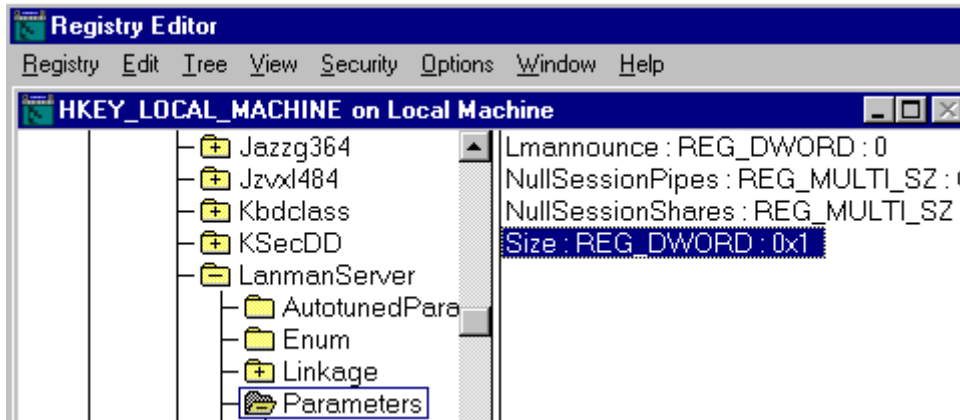 Registry Editor
Registry Edit Tree View Security Options Window Help
HKEY_LOCAL_MACHINE on Local Machine
Jazzg364
Jzvxl484
Kbdclass
KSecDD
LanmanServer
AutotunedPara
Enum
Linkage
Parameters
Lmannounce : REG_DWORD : 0
NullSessionPipes : REG_MULTI_SZ :
NullSessionShares : REG_MULTI_SZ
Size : REG_DWORD : 0x1